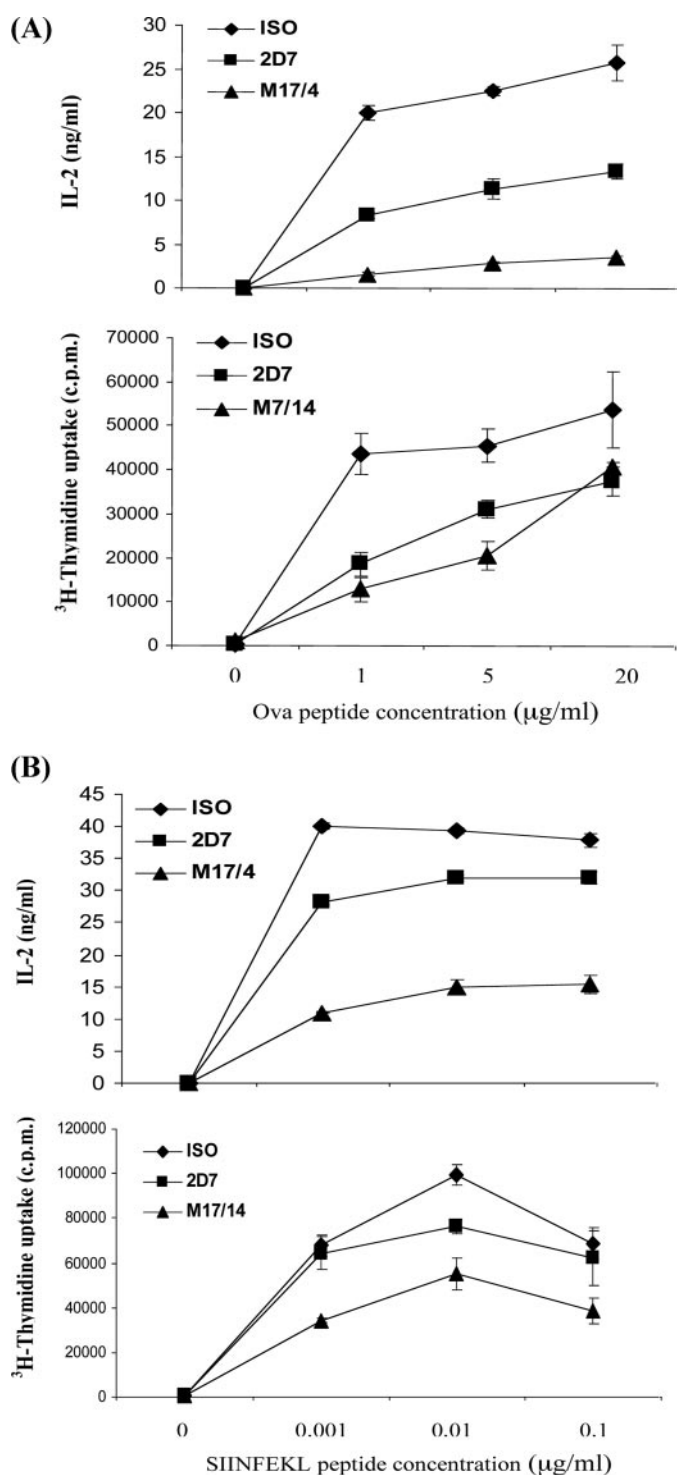 (A)
IL-2 (ng/ml)
30
25
20
15
10
5
0
ISO
2D7
M17/4
³H-Thymidine uptake (c.p.m.)
70000
60000
50000
40000
30000
20000
10000
0
ISO
2D7
M7/14
0 1 5 20
Ova peptide concentration (μg/ml)
(B)
IL-2 (ng/ml)
45
40
35
30
25
20
15
10
5
0
ISO
2D7
M17/4
³H-Thymidine uptake (c.p.m.)
120000
100000
80000
60000
40000
20000
0
ISO
2D7
M17/14
0 0.001 0.01 0.1
SIINFEKL peptide concentration (μg/ml)